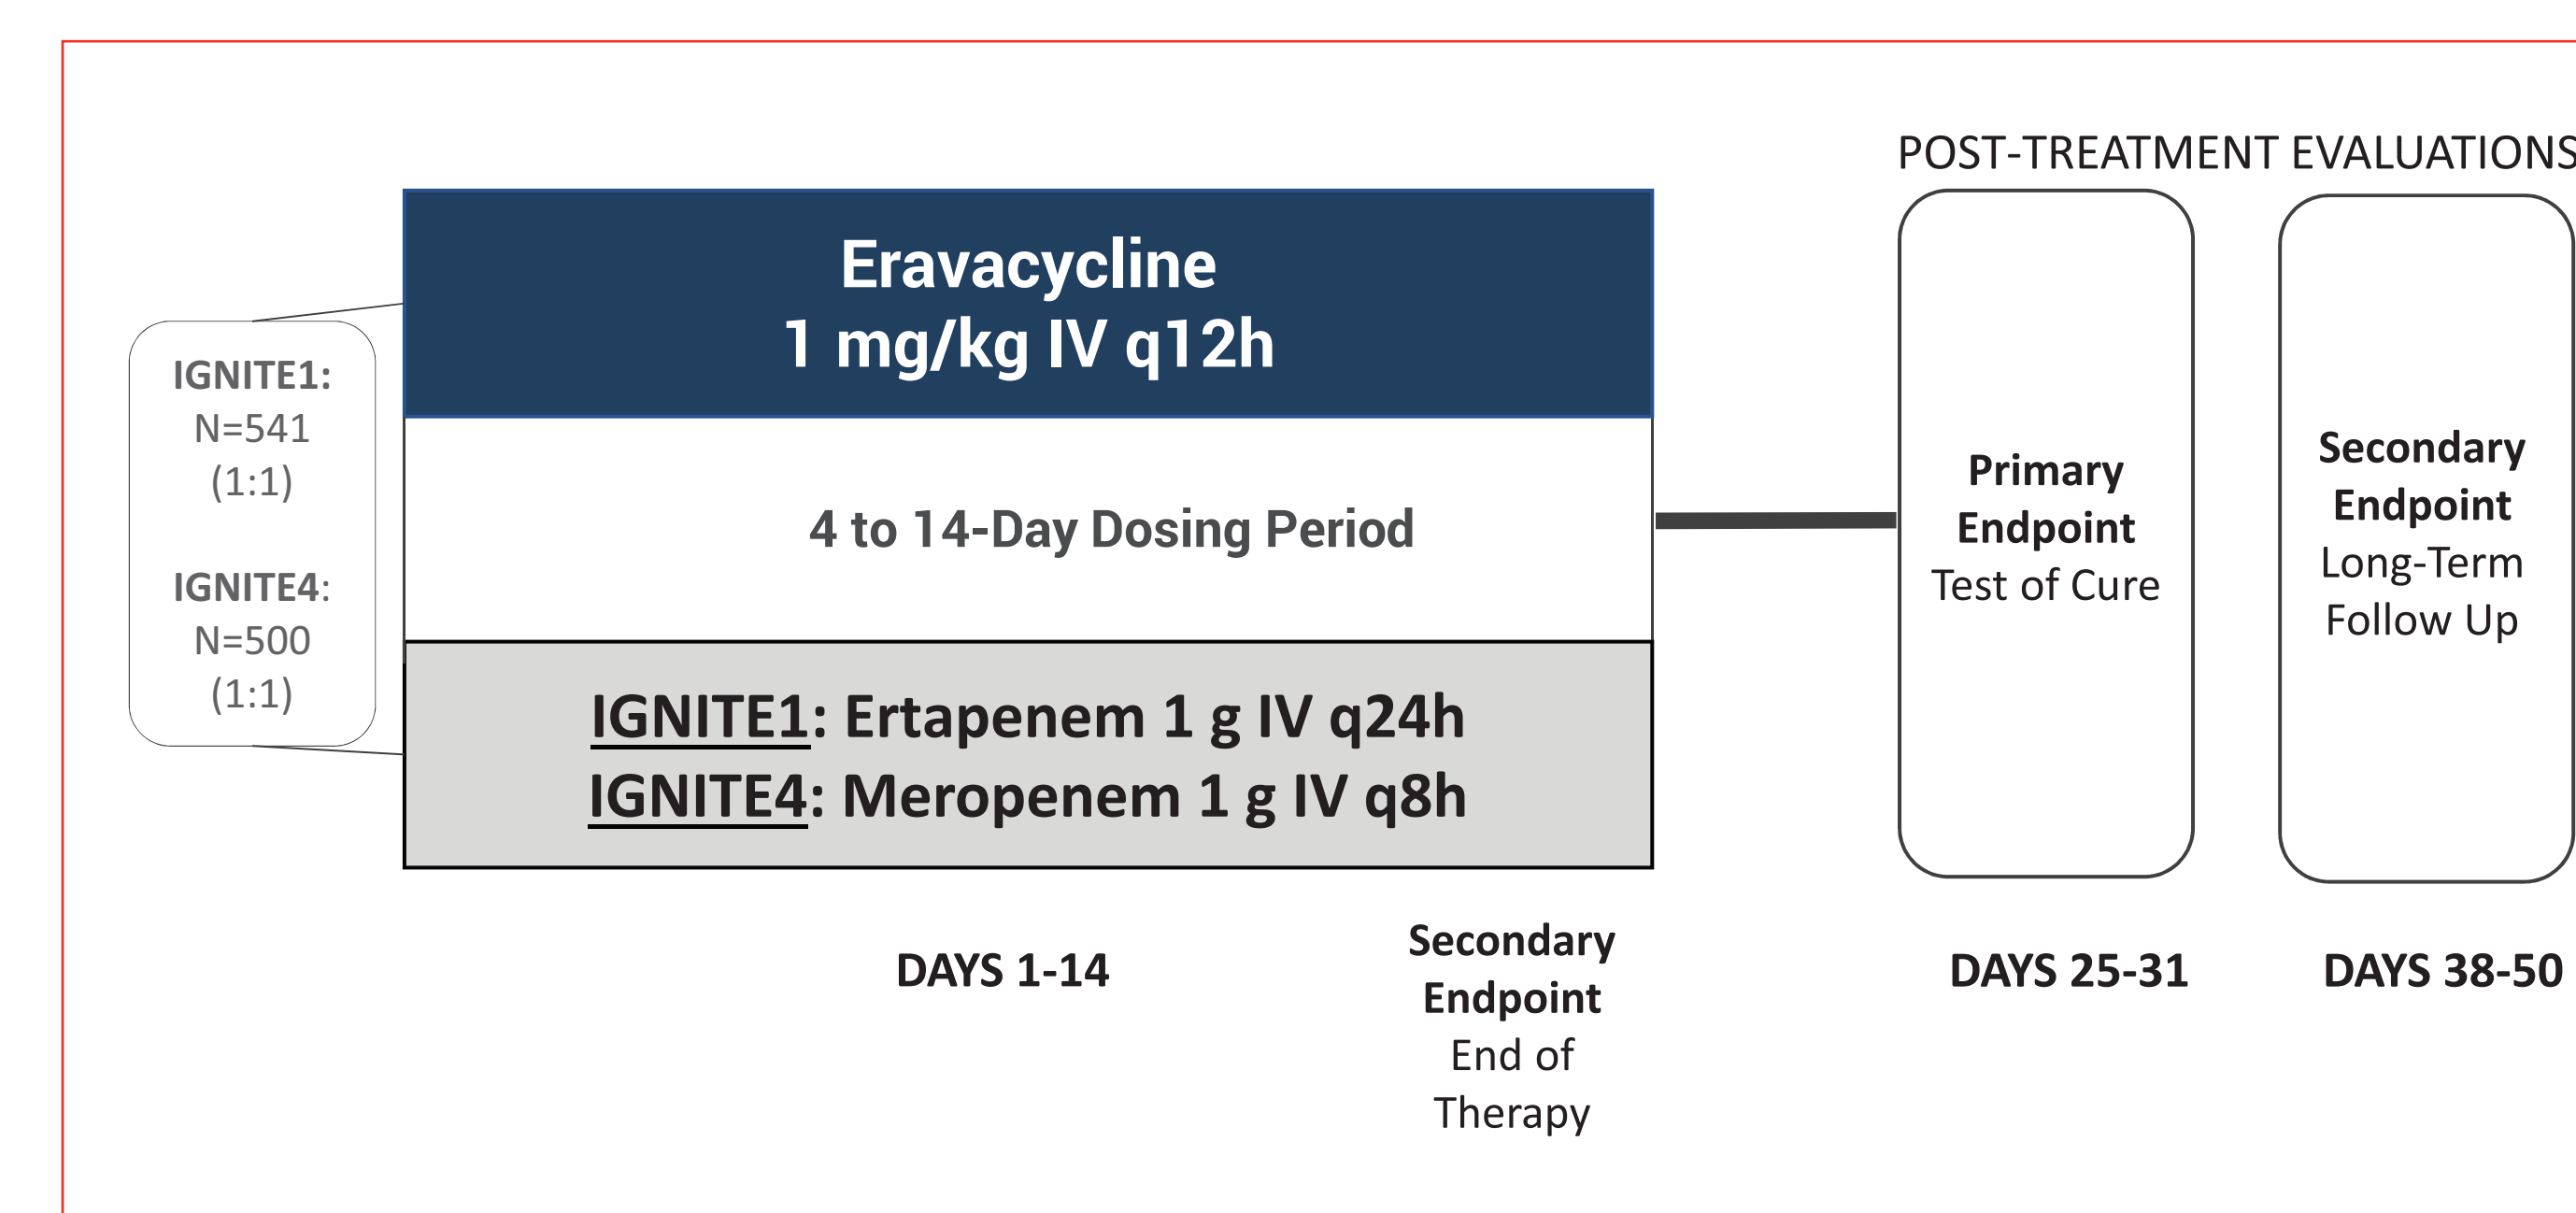 POST-TREATMENT EVALUATIONS
Eravacycline
1 mg/kg IV q12h
IGNITE1:
N=541
(1:1)
IGNITE4:
N=500
(1:1)
4 to 14-Day Dosing Period
IGNITE1: Ertapenem 1 g IV q24h
IGNITE4: Meropenem 1 g IV q8h
Primary
Endpoint
Test of Cure
Secondary
Endpoint
Long-Term
Follow Up
DAYS 1-14
Secondary
Endpoint
End of
Therapy
DAYS 25-31
DAYS 38-50